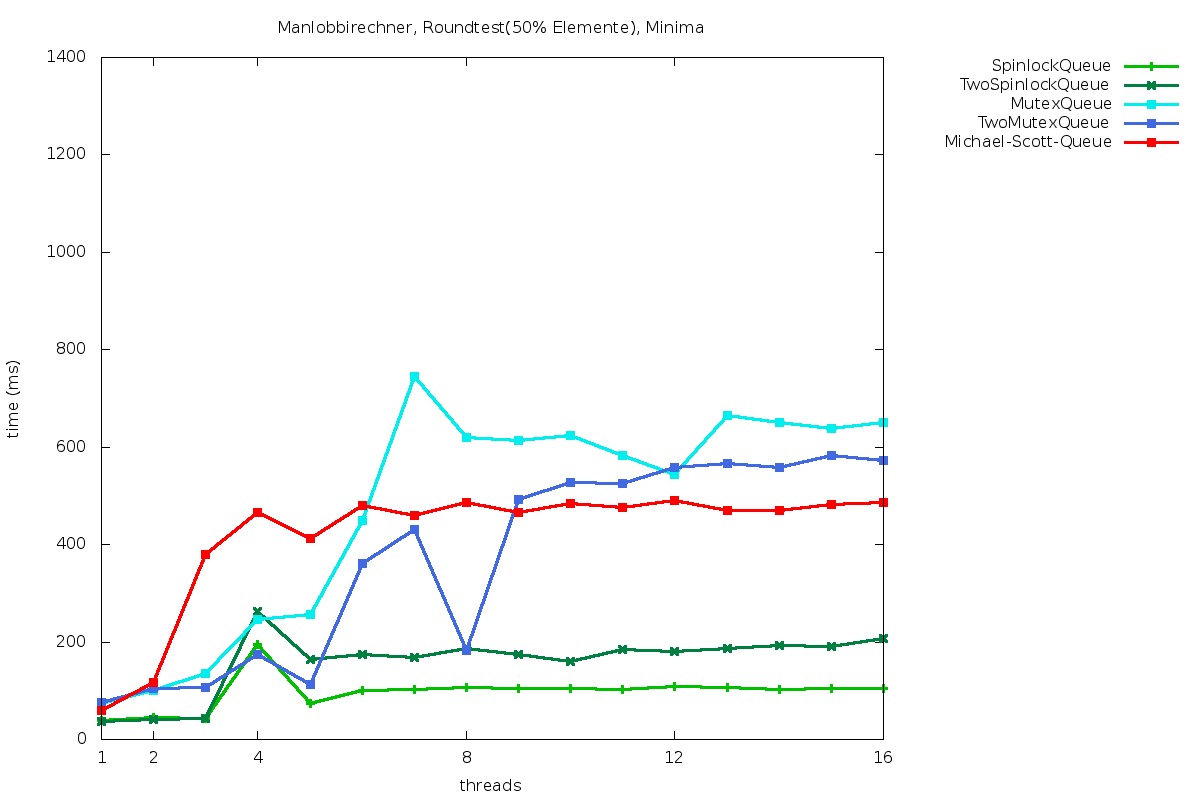 Manlobbirechner, Roundtest(50% Elemente), Minima
1400
1200
1000
800
600
400
200
0
time (ms)
1 2 4 8 12 16
threads
SpinlockQueue
TwoSpinlockQueue
MutexQueue
TwoMutexQueue
Michael-Scott-Queue